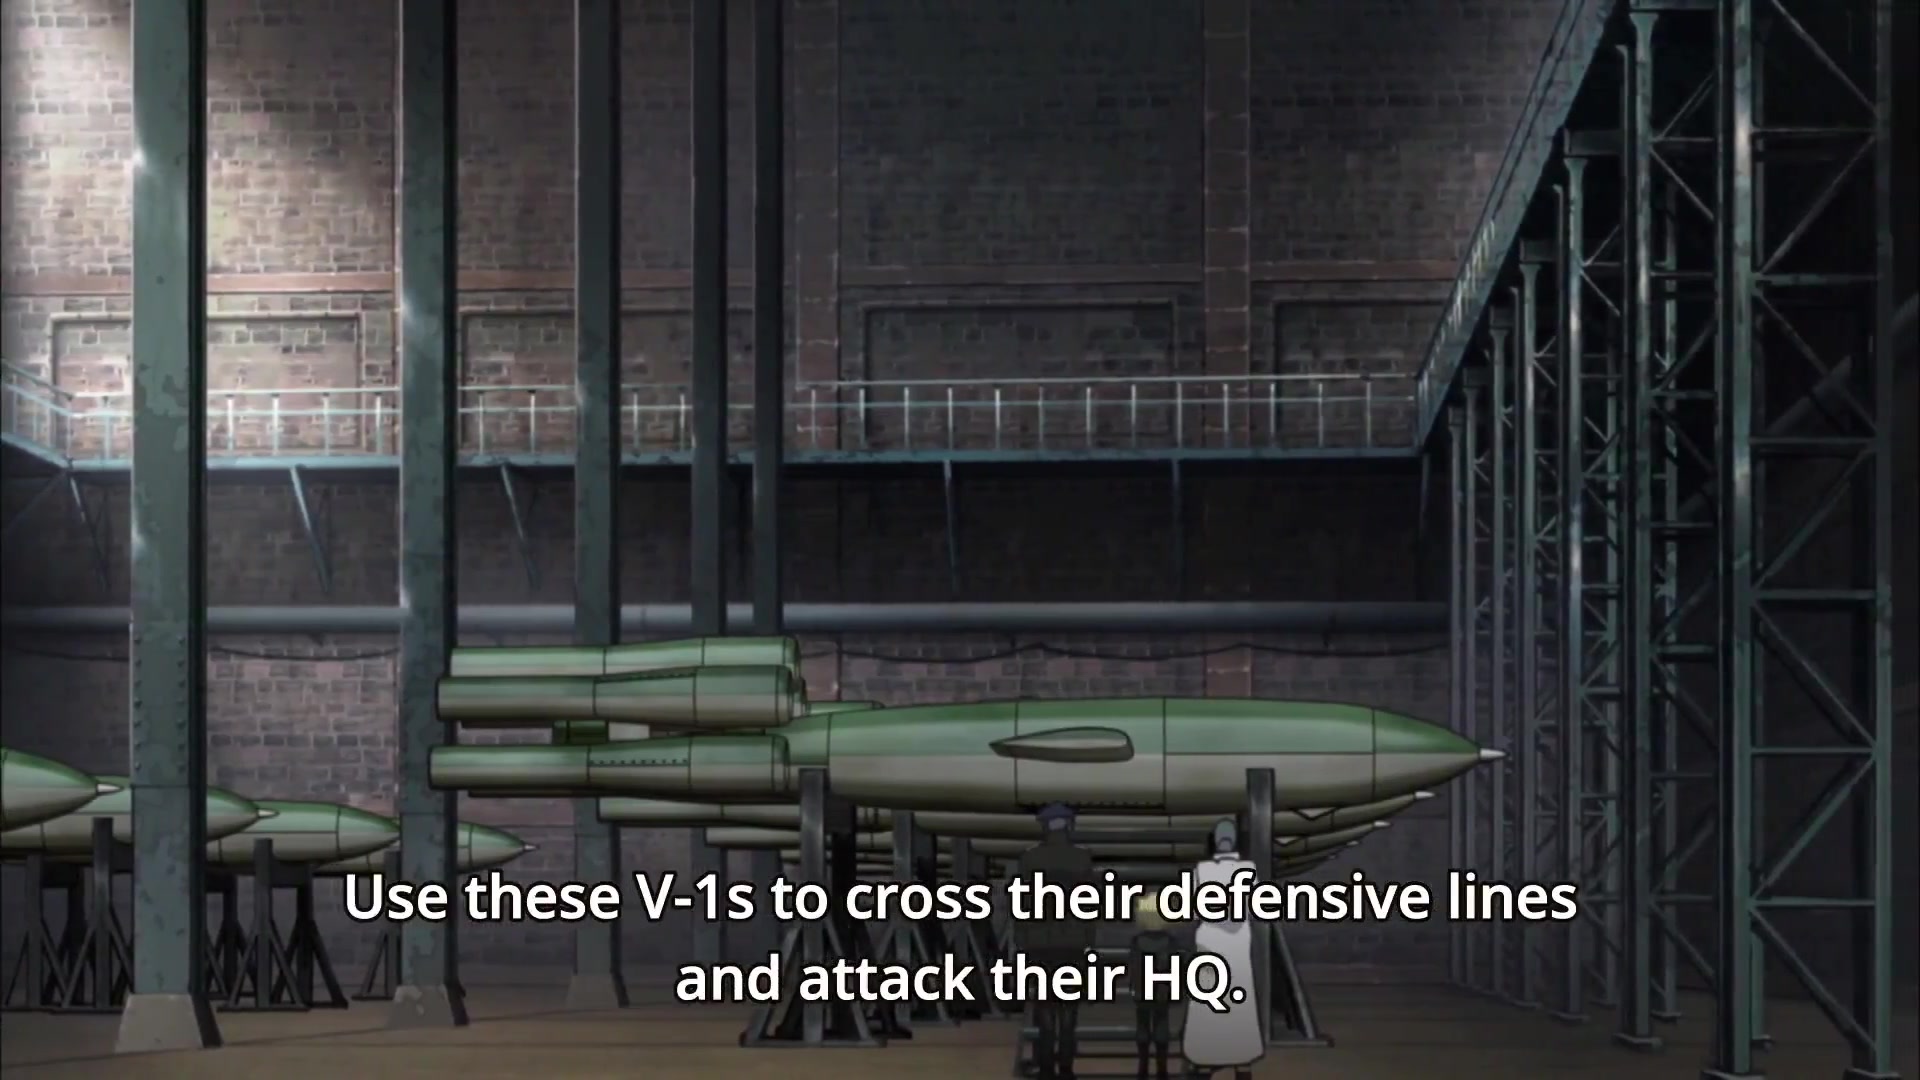 Use these V-1s to cross their defensive lines
and attack their HQ.